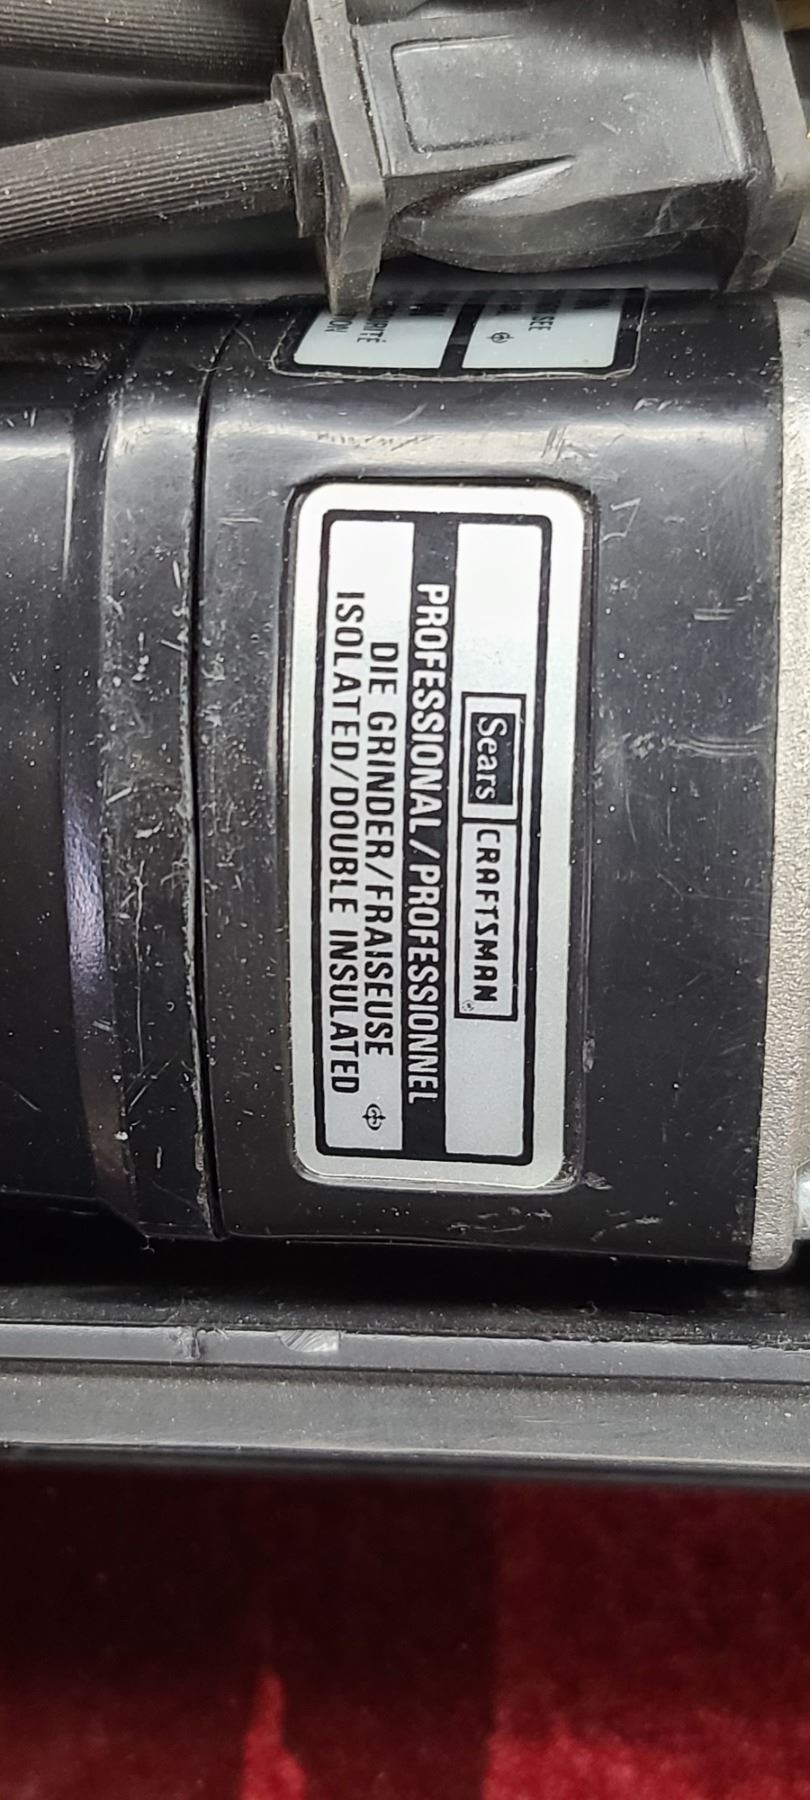 Sears CRAFTSMAN®
PROFESSIONAL/PROFESSIONNEL
DIE GRINDER/FRAISEUSE
ISOLATED/DOUBLE INSULATED